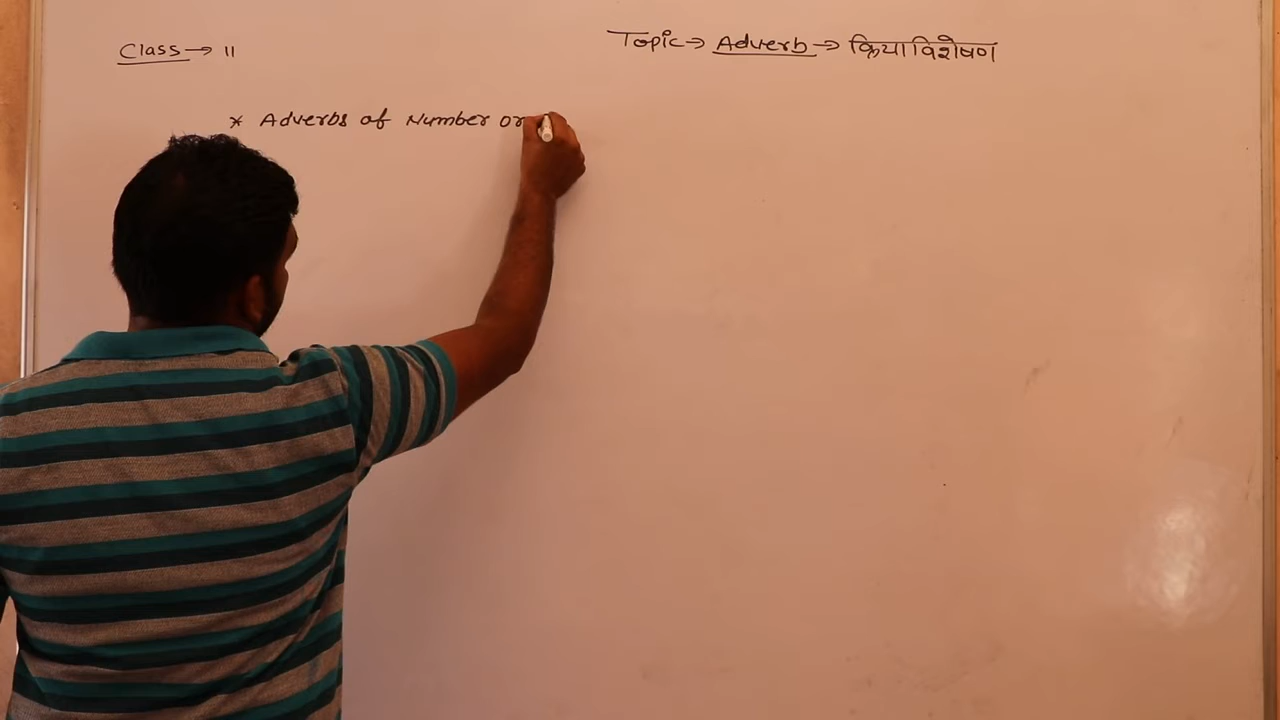 Class → 11
Topic → Adverb → क्रिया विशेषण
* Adverbs of Number or